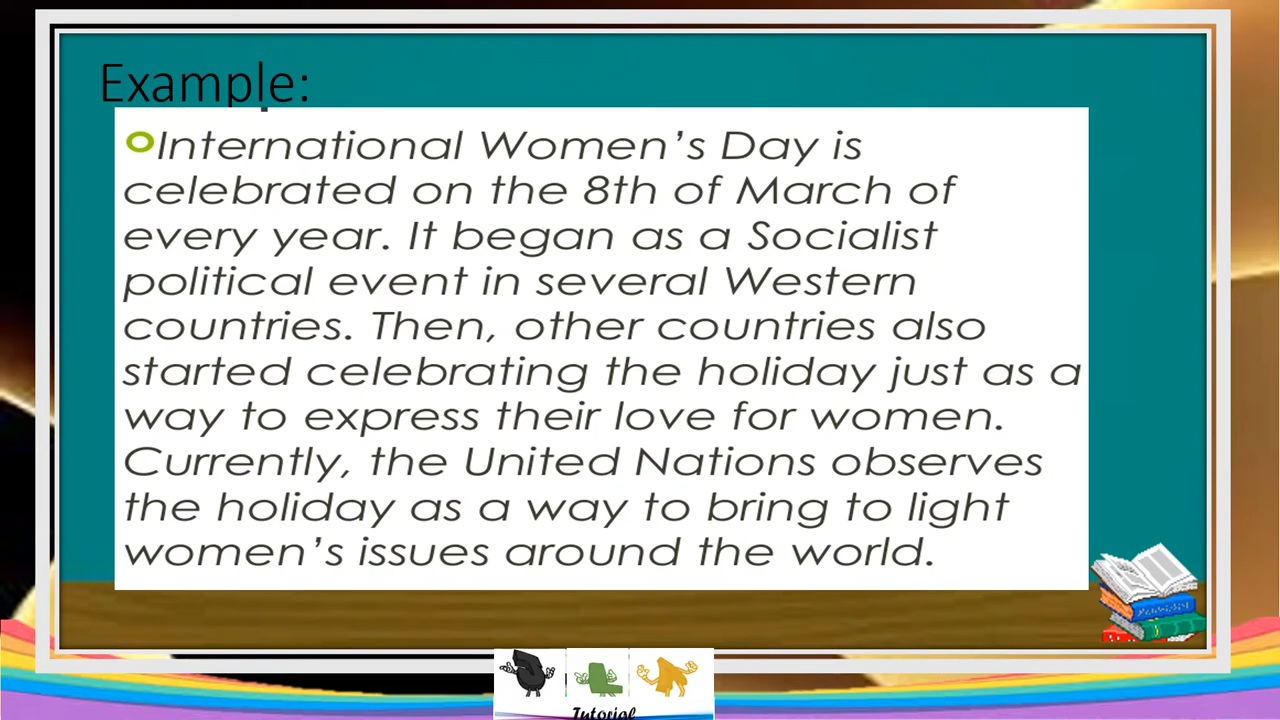 Example:
International Women’s Day is
celebrated on the 8th of March of
every year. It began as a Socialist
political event in several Western
countries. Then, other countries also
started celebrating the holiday just as a
way to express their love for women.
Currently, the United Nations observes
the holiday as a way to bring to light
women’s issues around the world.
Tutorial